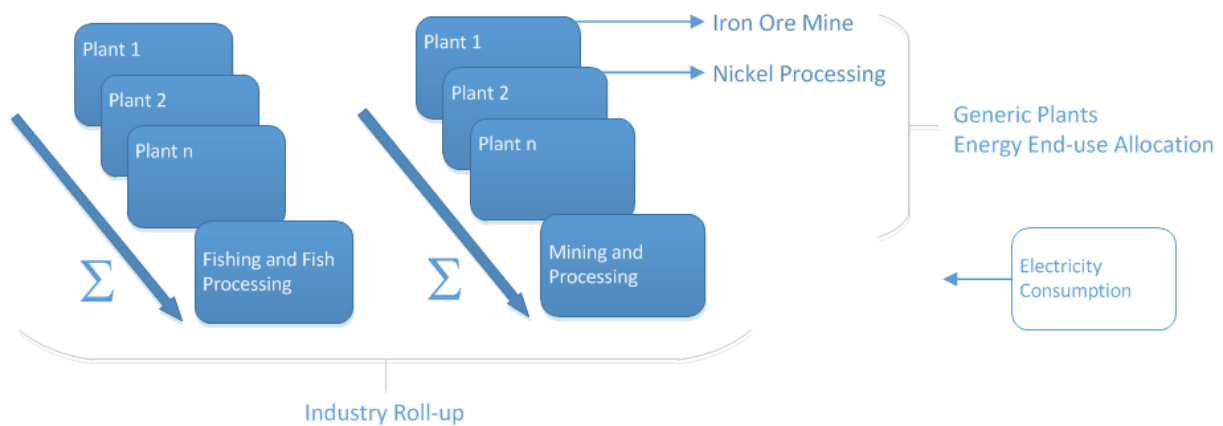 Plant 1
Plant 2
Plant n
Fishing and Fish
Processing
Σ
Plant 1
Plant 2
Plant n
Mining and
Processing
Σ
Iron Ore Mine
Nickel Processing
Generic Plants
Energy End-use Allocation
Electricity
Consumption
Industry Roll-up